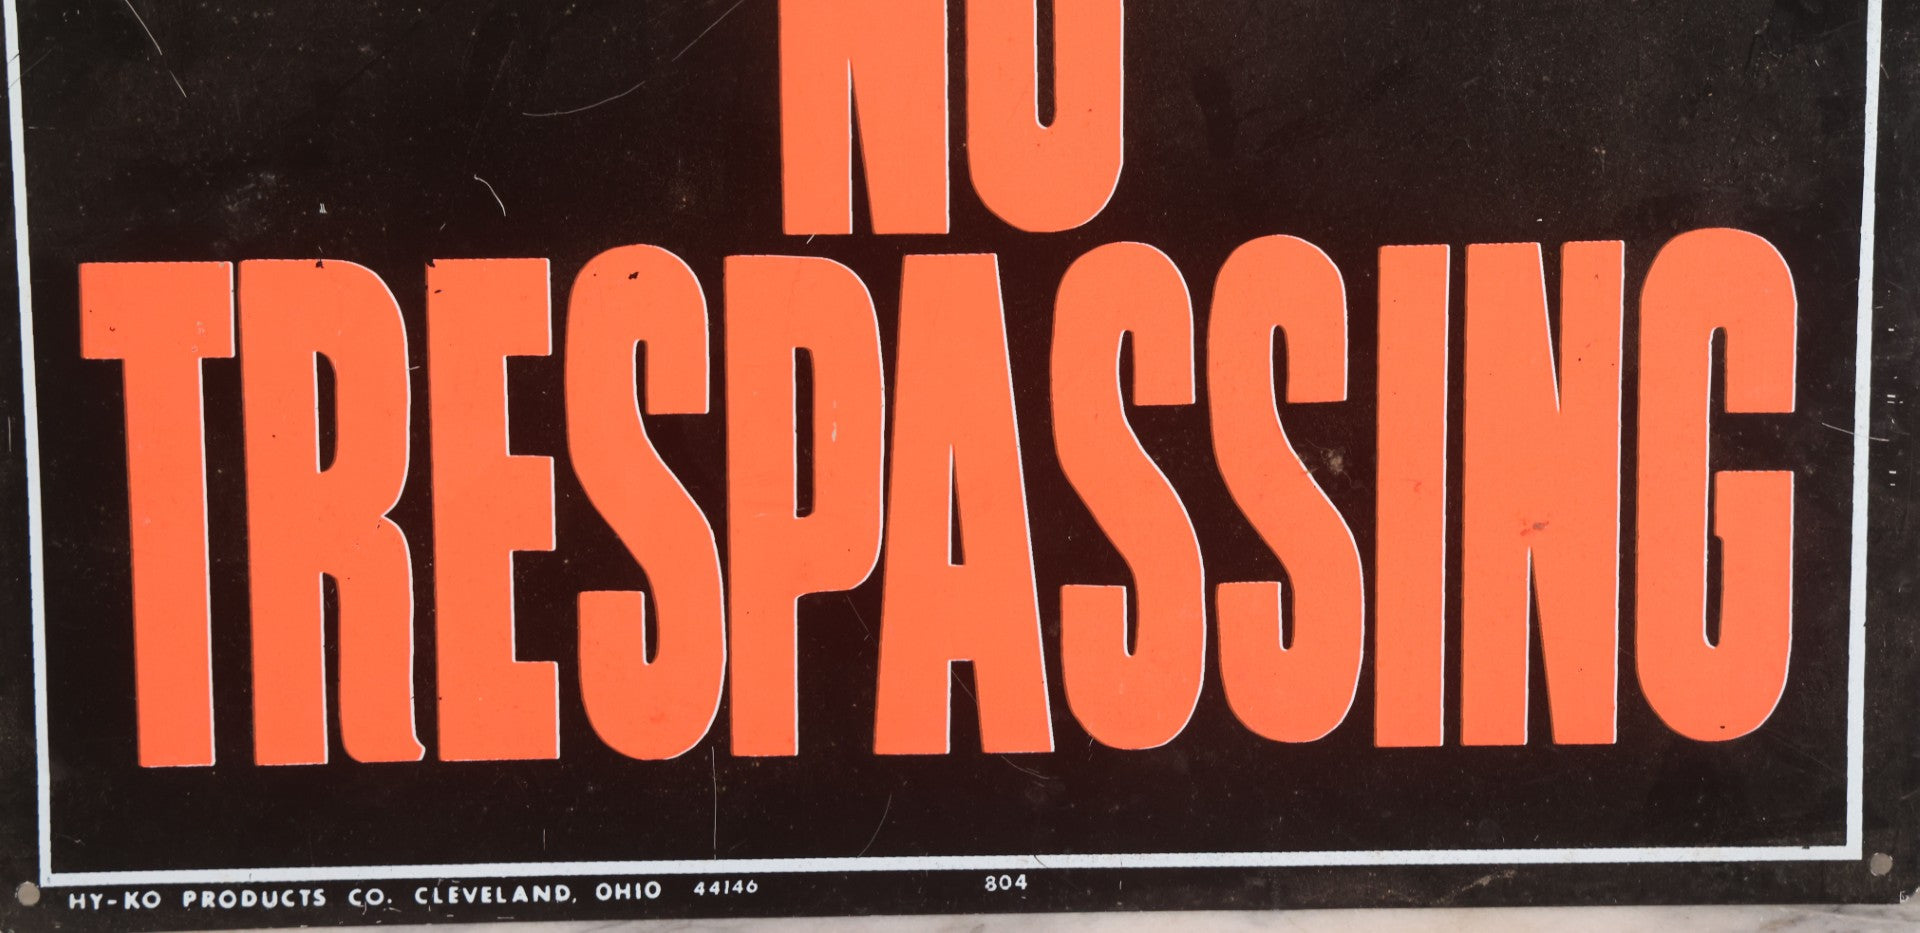 NO
TRESPASSING
HY-KO PRODUCTS CO. CLEVELAND, OHIO 44146 804